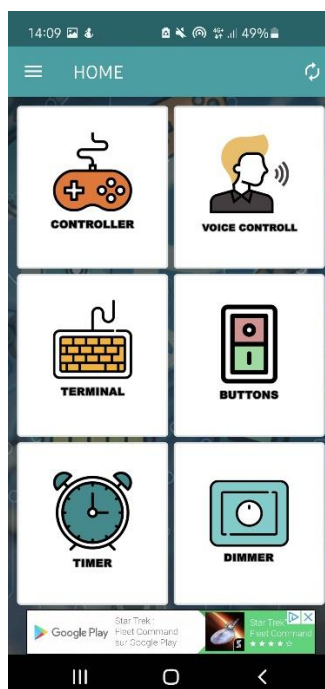 14:09 49%
HOME
CONTROLLER
VOICE CONTROLL
TERMINAL
BUTTONS
TIMER
DIMMER
Google Play
Star Trek :
Fleet Command
sur Google Play
Star Trek
Fleet Command